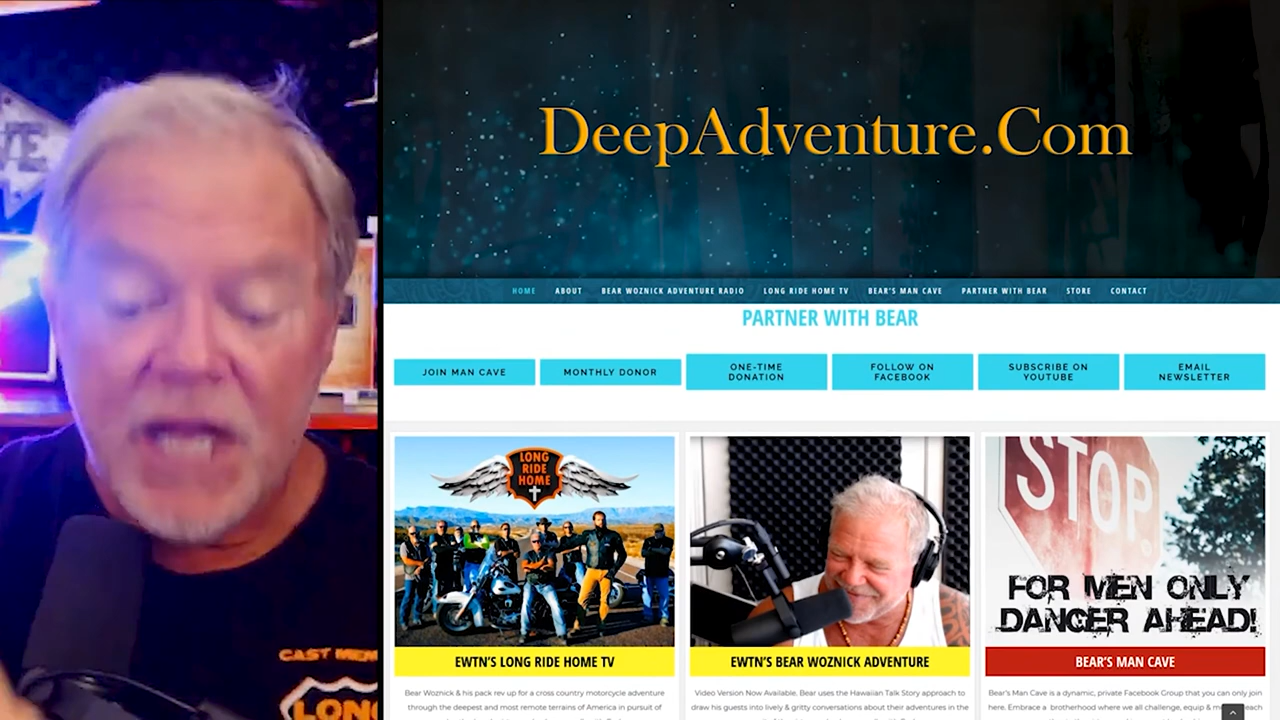 DeepAdventure.Com
HOME ABOUT BEAR WOZNICK ADVENTURE RADIO LONG RIDE HOME TV BEAR'S MAN CAVE PARTNER WITH BEAR STORE CONTACT
PARTNER WITH BEAR
JOIN MAN CAVE
MONTHLY DONOR
ONE-TIME
DONATION
FOLLOW ON
FACEBOOK
SUBSCRIBE ON
YOUTUBE
EMAIL
NEWSLETTER
LONG
RIDE
HOME
STOP
FOR MEN ONLY
DANGER AHEAD!
EWTN'S LONG RIDE HOME TV
EWTN'S BEAR WOZNICK ADVENTURE
BEAR'S MAN CAVE
Bear Woznick & his pack rev up for a cross country motorcycle adventure
through the deepest and most remote terrains of America in pursuit of
Video Version Now Available. Bear uses the Hawaiian Talk Story approach to
draw his guests into lively & gritty conversations about their adventures in the
Bear's Man Cave is a dynamic, private Facebook Group that you can only join
here. Embrace a brotherhood where we all challenge, equip &
CAST
LONG